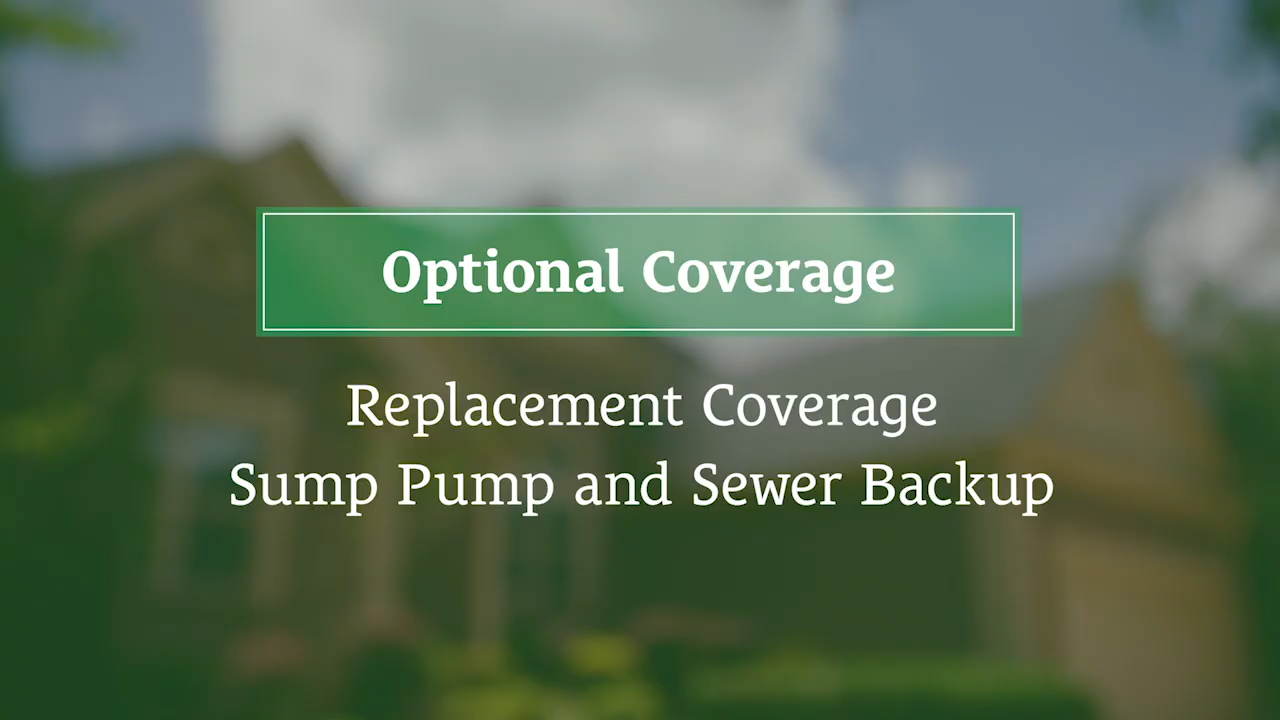 Optional Coverage
Replacement Coverage
Sump Pump and Sewer Backup